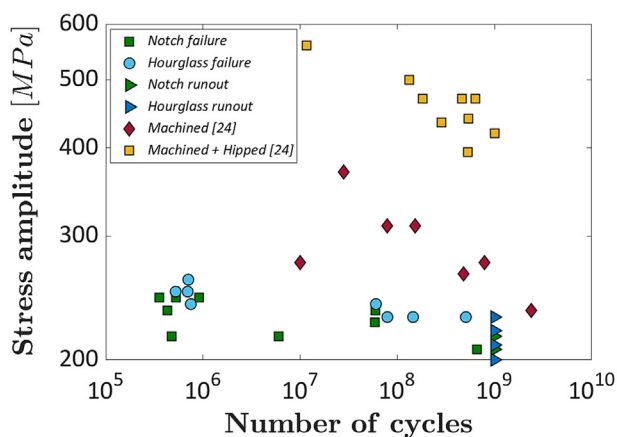 600
500
400
300
200
Stress amplitude [MPa]
Notch failure
Hourglass failure
Notch runout
Hourglass runout
Machined [24]
Machined + Hipped [24]
10^5 10^6 10^7 10^8 10^9 10^10
Number of cycles